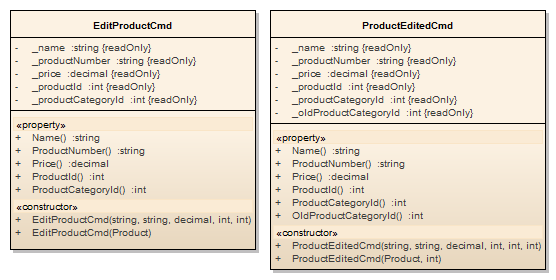 EditProductCmd
- _name :string {readOnly}
- _productNumber :string {readOnly}
- _price :decimal {readOnly}
- _productId :int {readOnly}
- _productCategoryId :int {readOnly}
«property»
+ Name() :string
+ ProductNumber() :string
+ Price() :decimal
+ ProductId() :int
+ ProductCategoryId() :int
«constructor»
+ EditProductCmd(string, string, decimal, int, int)
+ EditProductCmd(Product)
ProductEditedCmd
- _name :string {readOnly}
- _productNumber :string {readOnly}
- _price :decimal {readOnly}
- _productId :int {readOnly}
- _productCategoryId :int {readOnly}
- _oldProductCategoryId :int {readOnly}
«property»
+ Name() :string
+ ProductNumber() :string
+ Price() :decimal
+ ProductId() :int
+ ProductCategoryId() :int
+ OldProductCategoryId() :int
«constructor»
+ ProductEditedCmd(string, string, decimal, int, int, int)
+ ProductEditedCmd(Product, int)